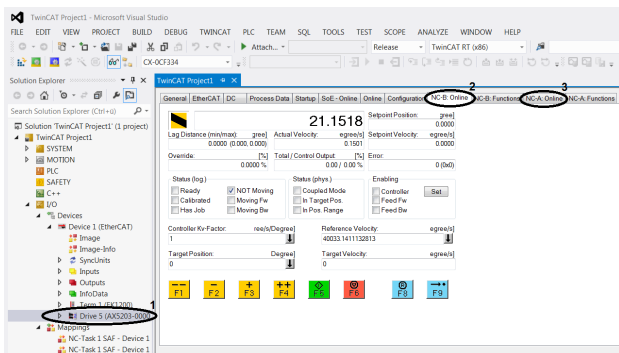 TwinCAT Project1 - Microsoft Visual Studio
FILE EDIT VIEW PROJECT BUILD DEBUG TWINCAT PLC TEAM SQL TOOLS TEST SCOPE ANALYZE WINDOW HELP
Attach... Release TwinCAT RT (x86)
CX-0CF334
Solution Explorer TwinCAT Project1
2 3
General EtherCAT DC Process Data Startup SoE - Online Online Configuration NC-B: Online NC-B: Functions NC-A: Online NC-A: Functions
Search Solution Explorer (Ctrl+ü)
Solution 'TwinCAT Project1' (1 project)
TwinCAT Project1
SYSTEM
MOTION
PLC
SAFETY
C++
I/O
Devices
Device 1 (EtherCAT)
Image
Image-Info
SyncUnits
Inputs
Outputs
InfoData
Term 1 (EK1200)
1
Drive 5 (AX5203-0000
Mappings
NC-Task 1 SAF - Device 1
NC-Task 1 SAF - Device 1
21.1518
Setpoint Position: gree]
0.0000
Lag Distance (min/max): gree] Actual Velocity: egree/s] Setpoint Velocity: egree/s]
0.0000 (0.000, 0.000) 0.1501 0.0000
Override: [%] Total / Control Output: [%] Error:
0.0000 % 0.00 / 0.00 % 0 (0x0)
Status (log.) Status (phys.) Enabling
Ready NOT Moving Coupled Mode Controller Set
Calibrated Moving Fw In Target Pos. Feed Fw
Has Job Moving Bw In Pos. Range Feed Bw
Controller Kv-Factor: ree/s/Degree] Reference Velocity: egree/s]
1 40033.1411132813
Target Position: Degree] Target Velocity: egree/s]
0 0
F1 F2 F3 F4 F5 F6 F8 F9